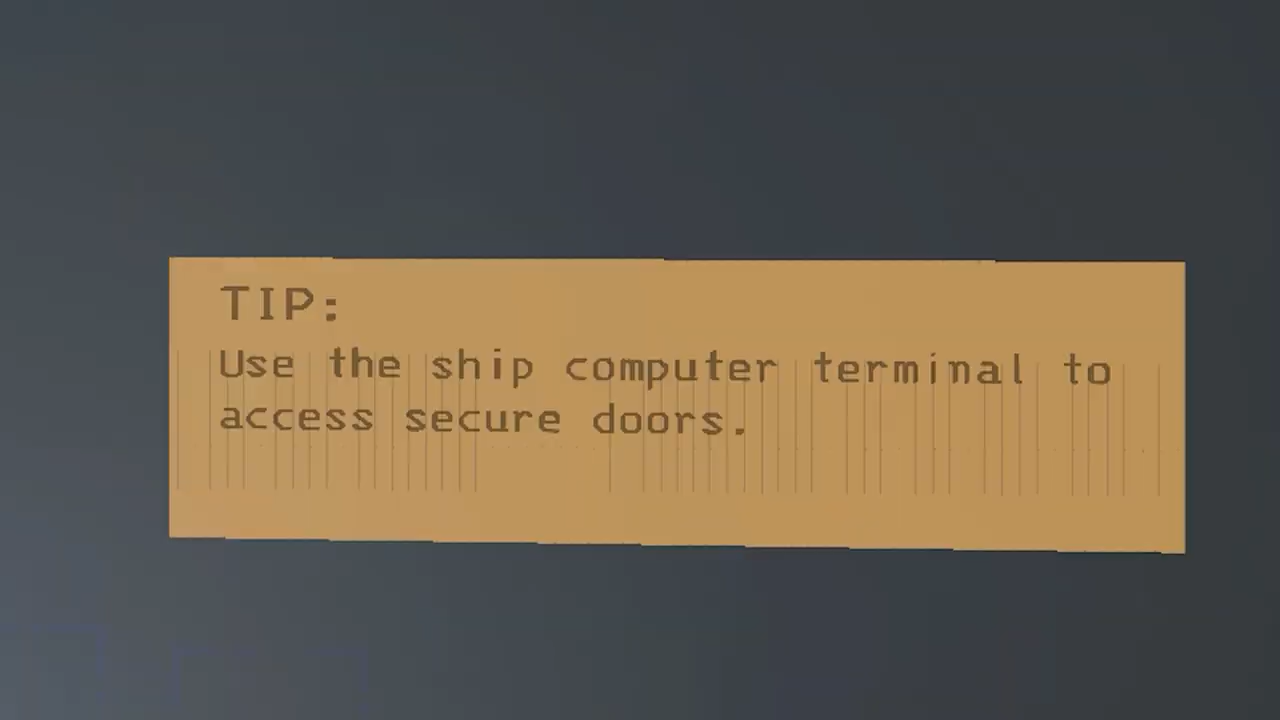 TIP:
Use the ship computer terminal to
access secure doors.